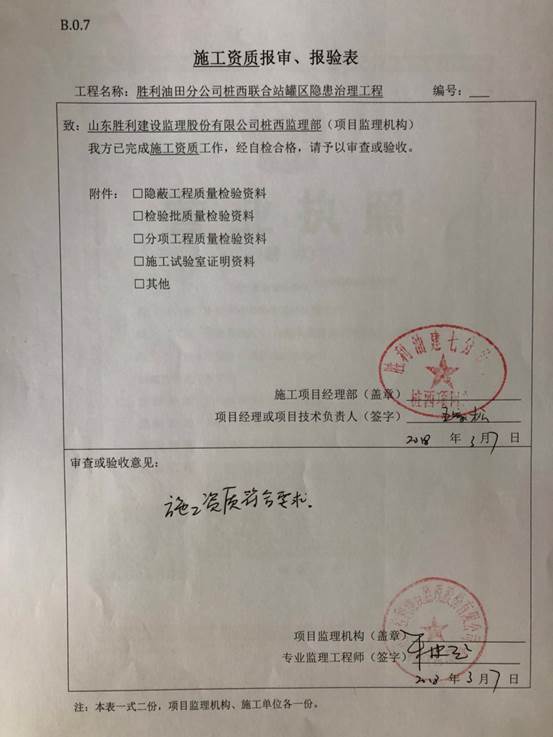 B.0.7
施工资质报审、报验表
工程名称：胜利油田分公司桩西联合站罐区隐患治理工程 编号：
致：山东胜利建设监理股份有限公司桩西监理部（项目监理机构）
我方已完成施工资质工作，经自检合格，请予以审查或验收。
附件：□隐蔽工程质量检验资料
□检验批质量检验资料
□分项工程质量检验资料
□施工试验室证明资料
□其他
胜利油建七分
桩西项目
施工项目经理部（盖章）
项目经理或项目技术负责人（签字） 松
2018 年 3 月 7 日
审查或验收意见：
施工资质符合要求.
项目监理机构（盖章）
专业监理工程师（签字）
2018 年 3 月 7 日
注：本表一式二份，项目监理机构、施工单位各一份。